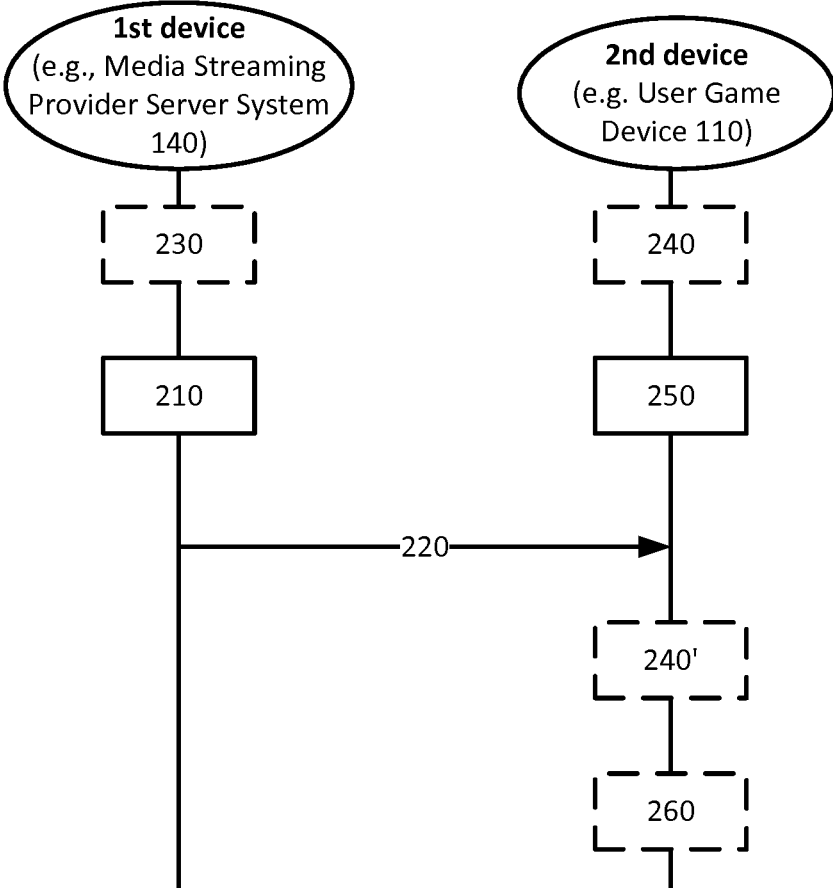 1st device
(e.g., Media Streaming
Provider Server System
140)
2nd device
(e.g. User Game
Device 110)
230
240
210
250
220
240'
260